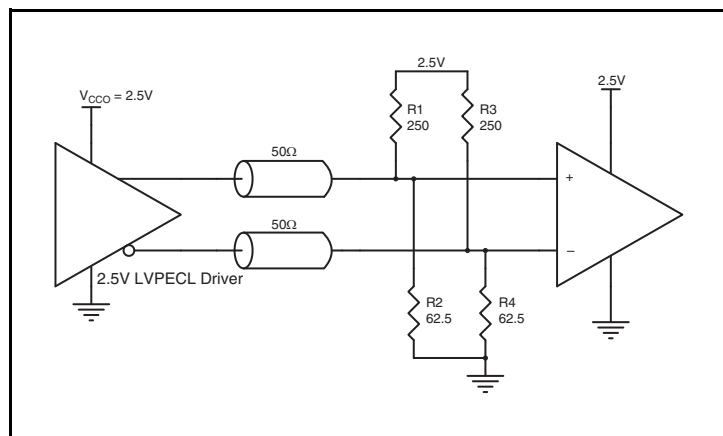 2.5V
2.5V
V_CCO = 2.5V
R1
250
R3
250
50Ω
+
50Ω
–
2.5V LVPECL Driver
R2
62.5
R4
62.5